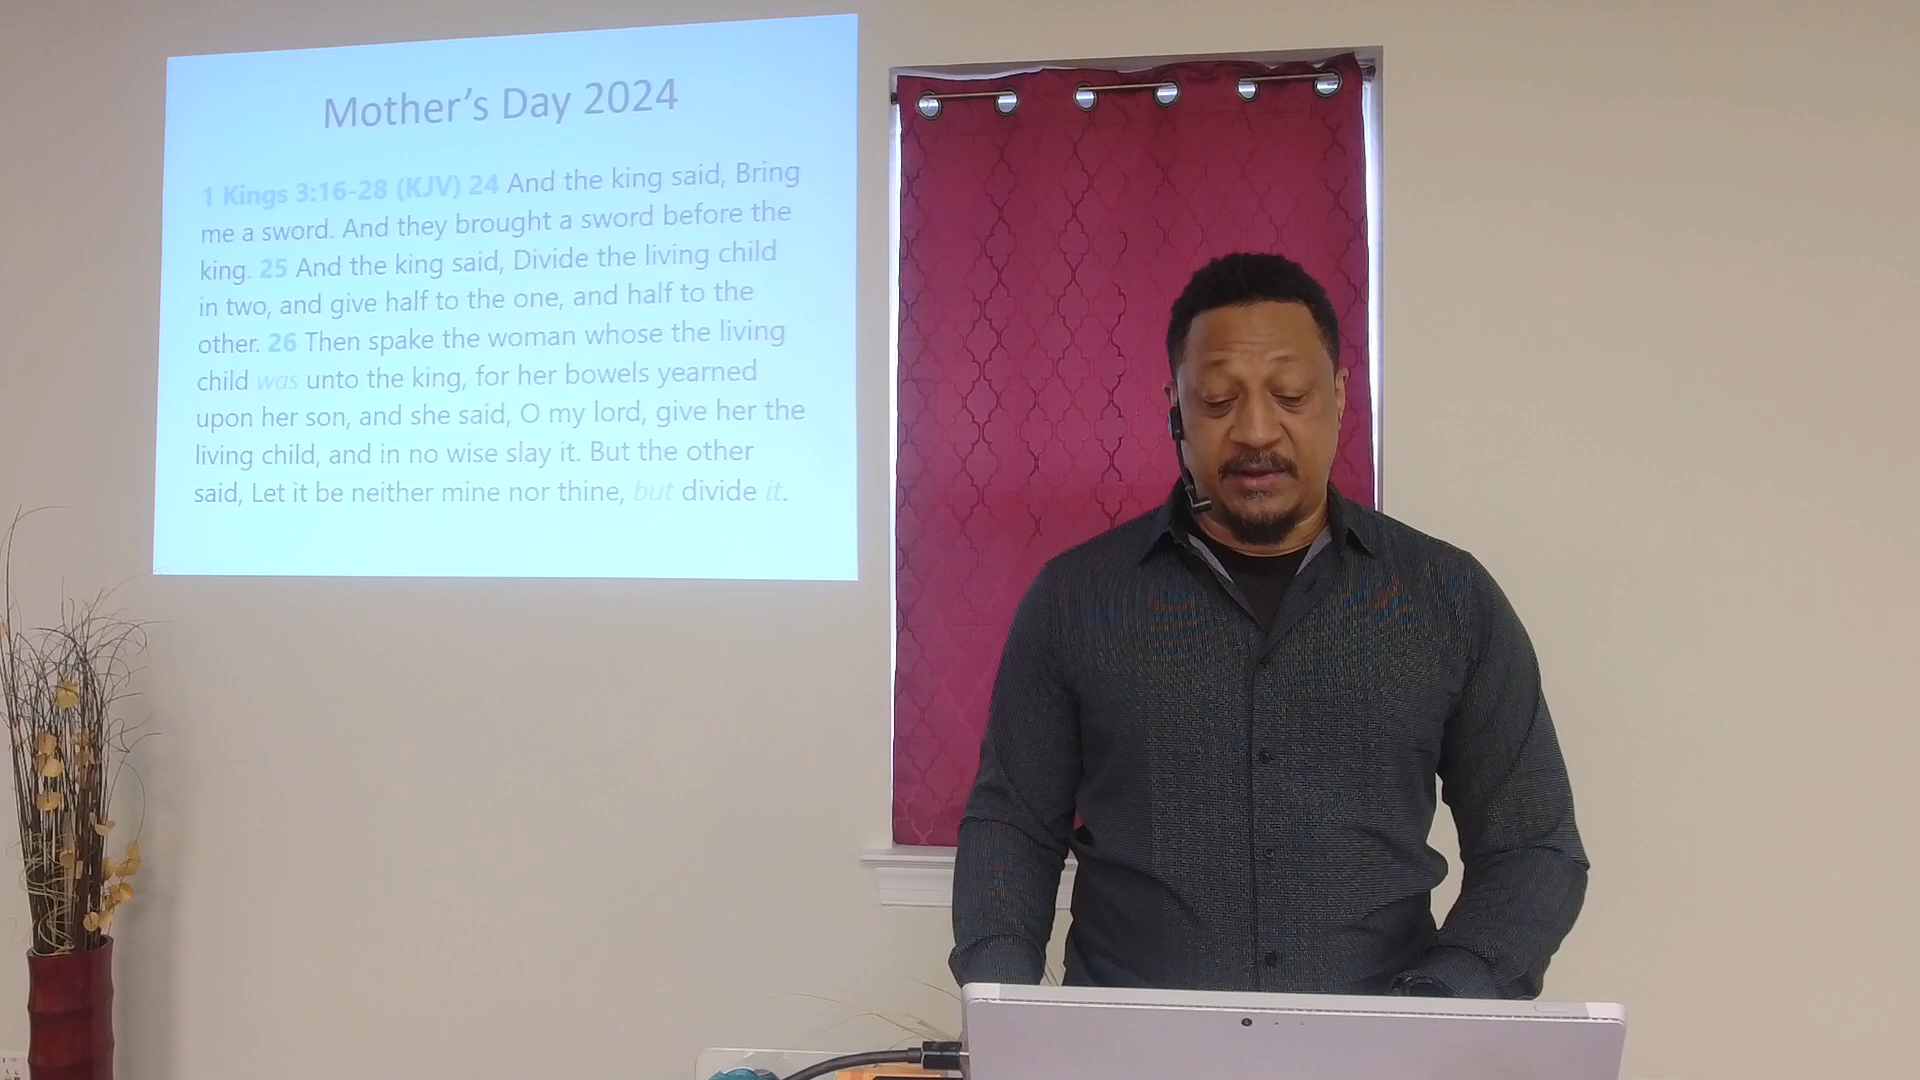 Mother's Day 2024
1 Kings 3:16-28 (KJV) 24 And the king said, Bring
me a sword. And they brought a sword before the
king. 25 And the king said, Divide the living child
in two, and give half to the one, and half to the
other. 26 Then spake the woman whose the living
child was unto the king, for her bowels yearned
upon her son, and she said, O my lord, give her the
living child, and in no wise slay it. But the other
said, Let it be neither mine nor thine, but divide it.